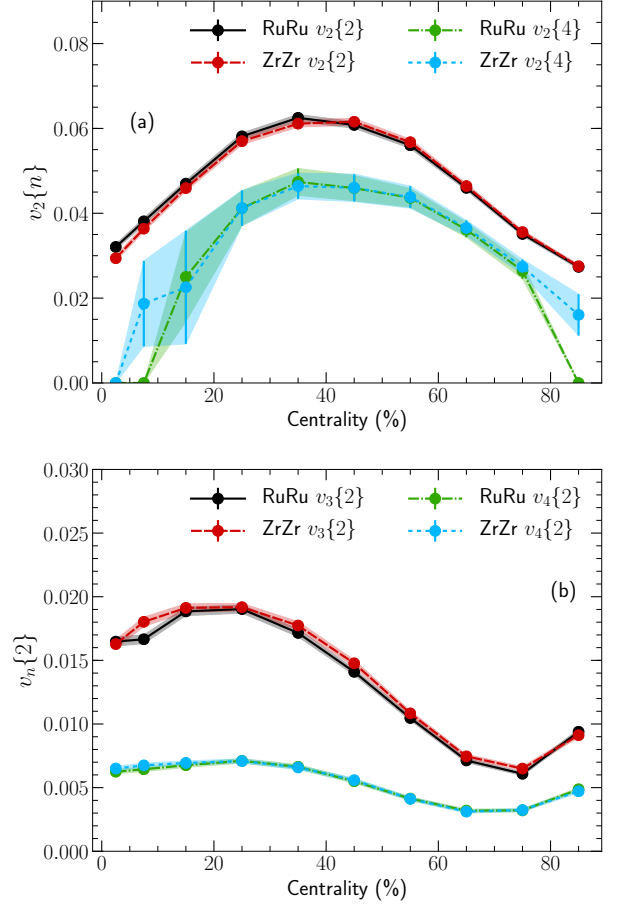 (a)
RuRu v₂{2}
ZrZr v₂{2}
RuRu v₂{4}
ZrZr v₂{4}
v₂{n}
0.00
0.02
0.04
0.06
0.08
0
20
40
60
80
Centrality (%)
(b)
RuRu v₃{2}
ZrZr v₃{2}
RuRu v₄{2}
ZrZr v₄{2}
vₙ{2}
0.000
0.005
0.010
0.015
0.020
0.025
0.030
0
20
40
60
80
Centrality (%)